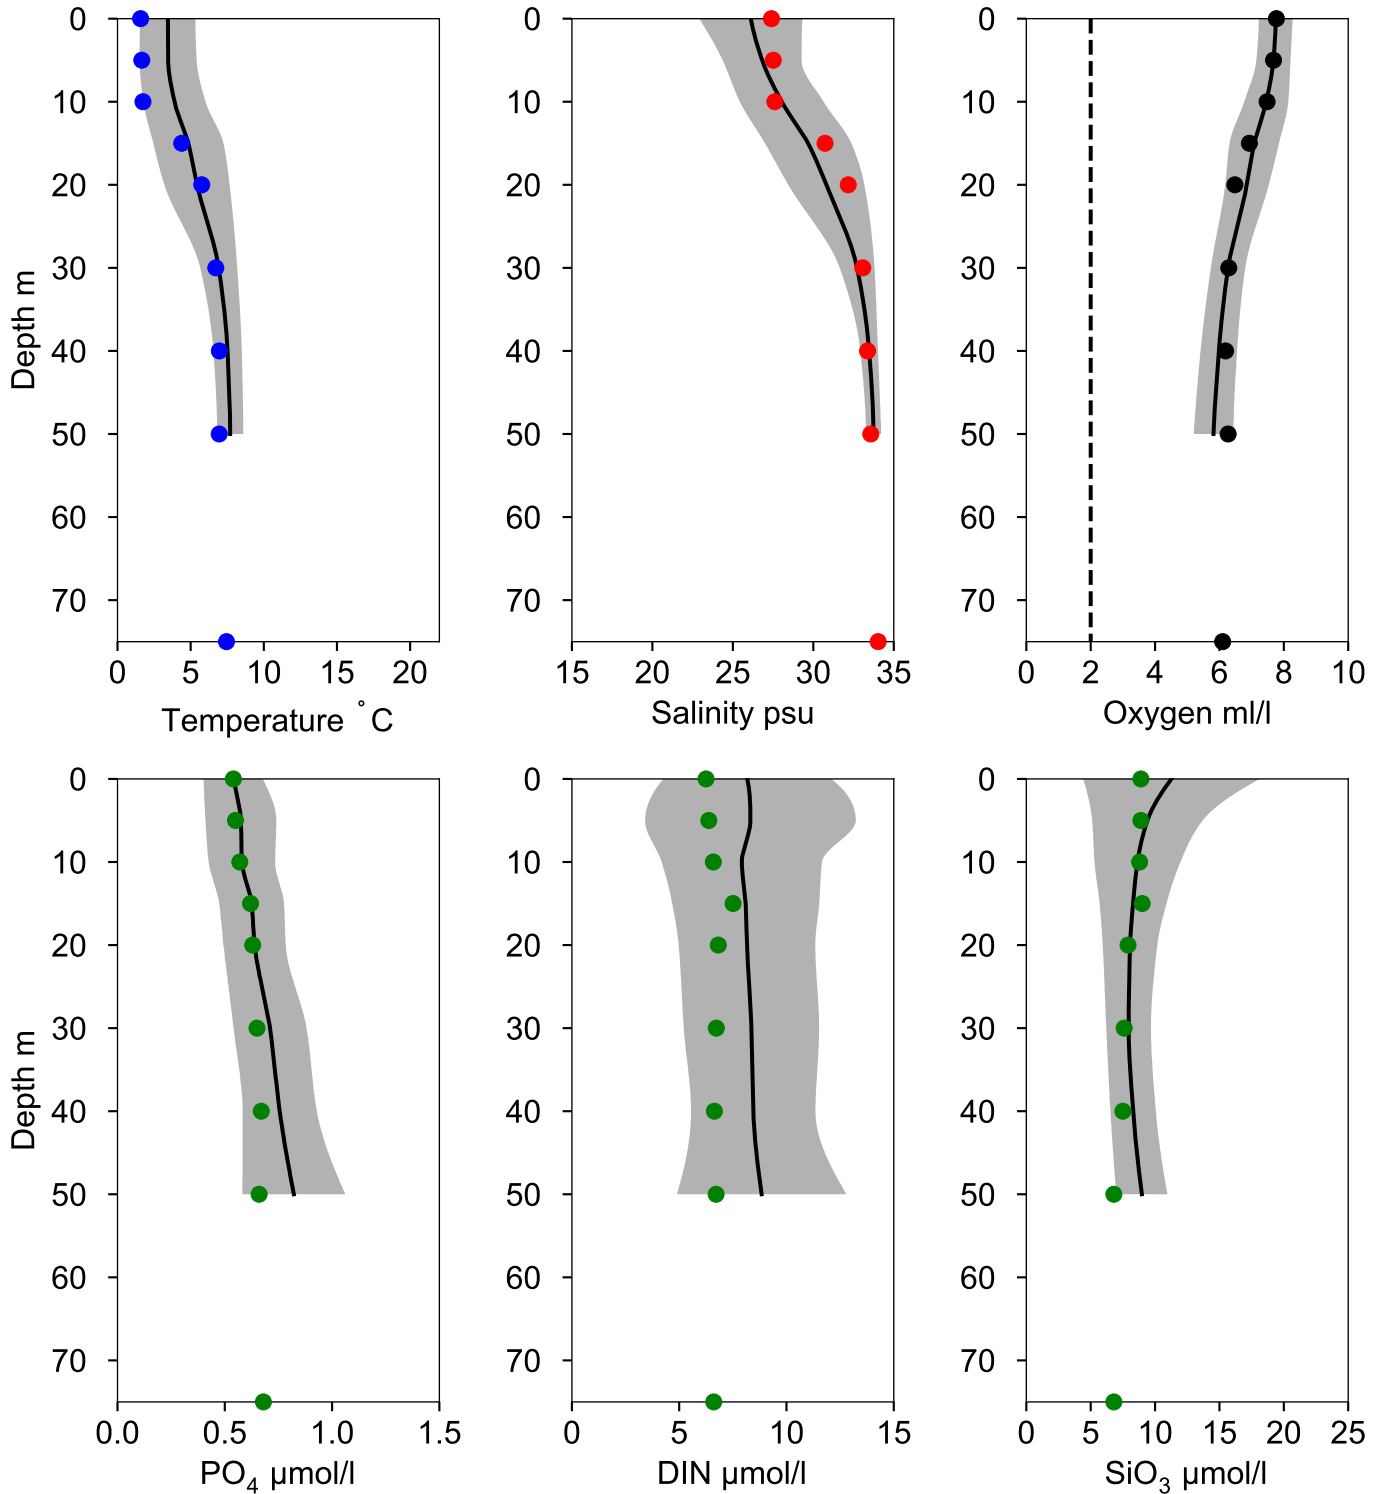 0 0 0
10 10 10
20 20 20
30 30 30
Depth m
40 40 40
50 50 50
60 60 60
70 70 70
0 5 10 15 20 15 20 25 30 35 0 2 4 6 8 10
Temperature °C Salinity psu Oxygen ml/l
0 0 0
10 10 10
20 20 20
30 30 30
Depth m
40 40 40
50 50 50
60 60 60
70 70 70
0.0 0.5 1.0 1.5 0 5 10 15 0 5 10 15 20 25
PO₄ µmol/l DIN µmol/l SiO₃ µmol/l